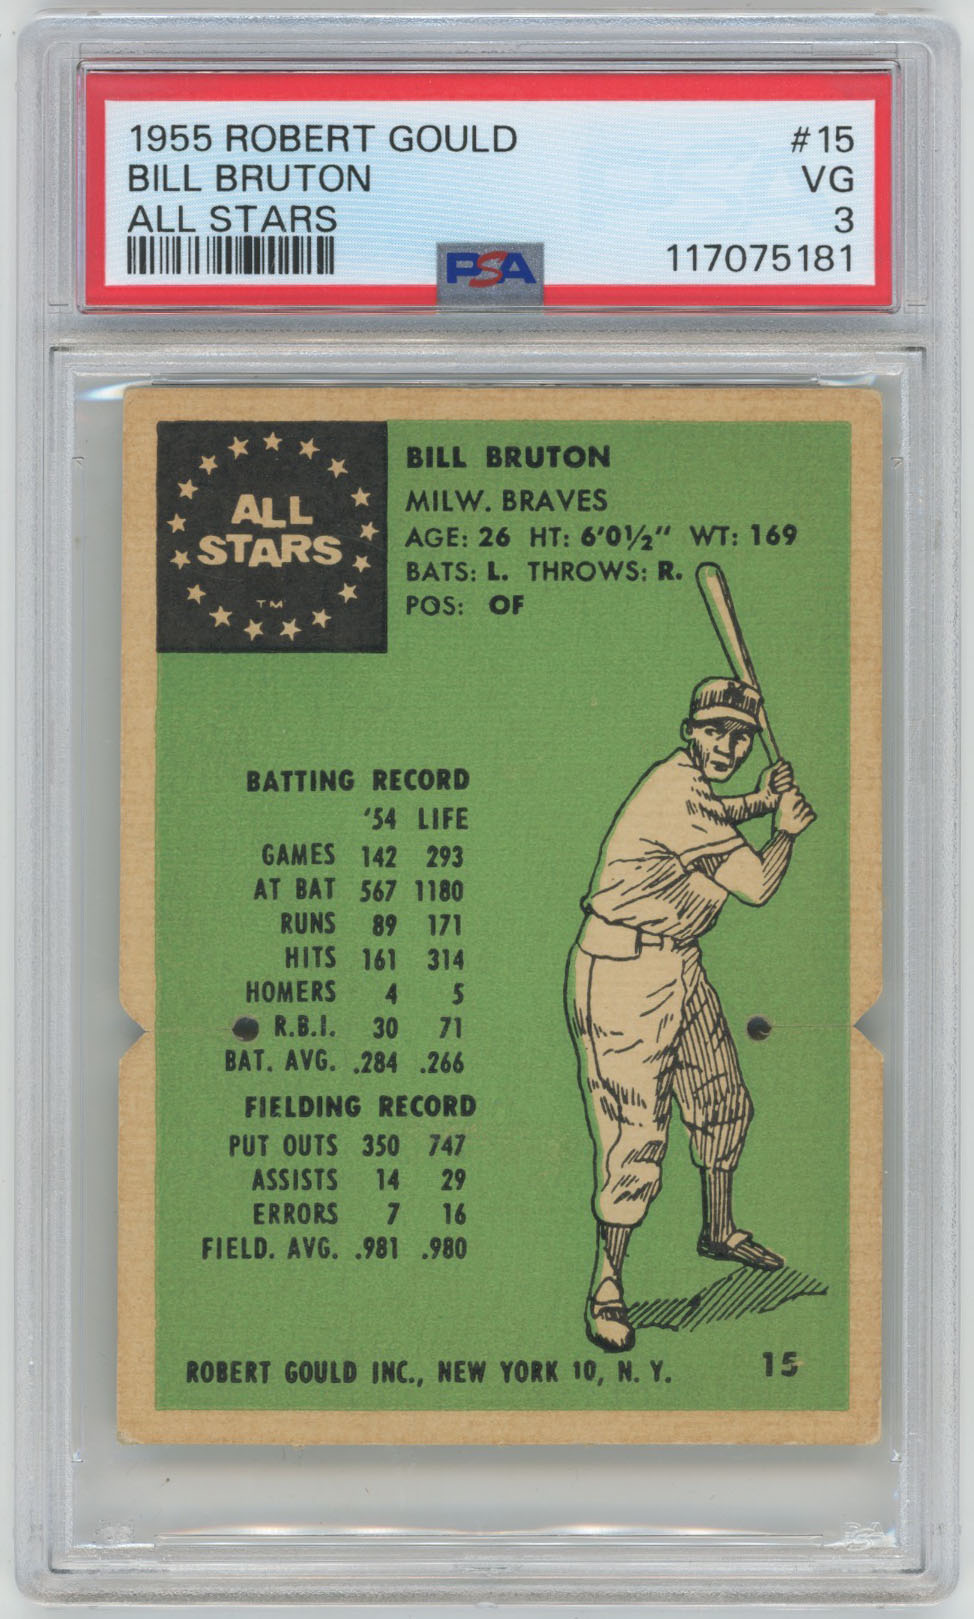 1955 ROBERT GOULD #15
BILL BRUTON VG
ALL STARS 3
117075181
PSA
ALL
STARS
TM
BILL BRUTON
MILW. BRAVES
AGE: 26 HT: 6'0½" WT: 169
BATS: L. THROWS: R.
POS: OF
M
BATTING RECORD
'54 LIFE
GAMES 142 293
AT BAT 567 1180
RUNS 89 171
HITS 161 314
HOMERS 4 5
R.B.I. 30 71
BAT. AVG. .284 .266
FIELDING RECORD
PUT OUTS 350 747
ASSISTS 14 29
ERRORS 7 16
FIELD. AVG. .981 .980
ROBERT GOULD INC., NEW YORK 10, N. Y. 15